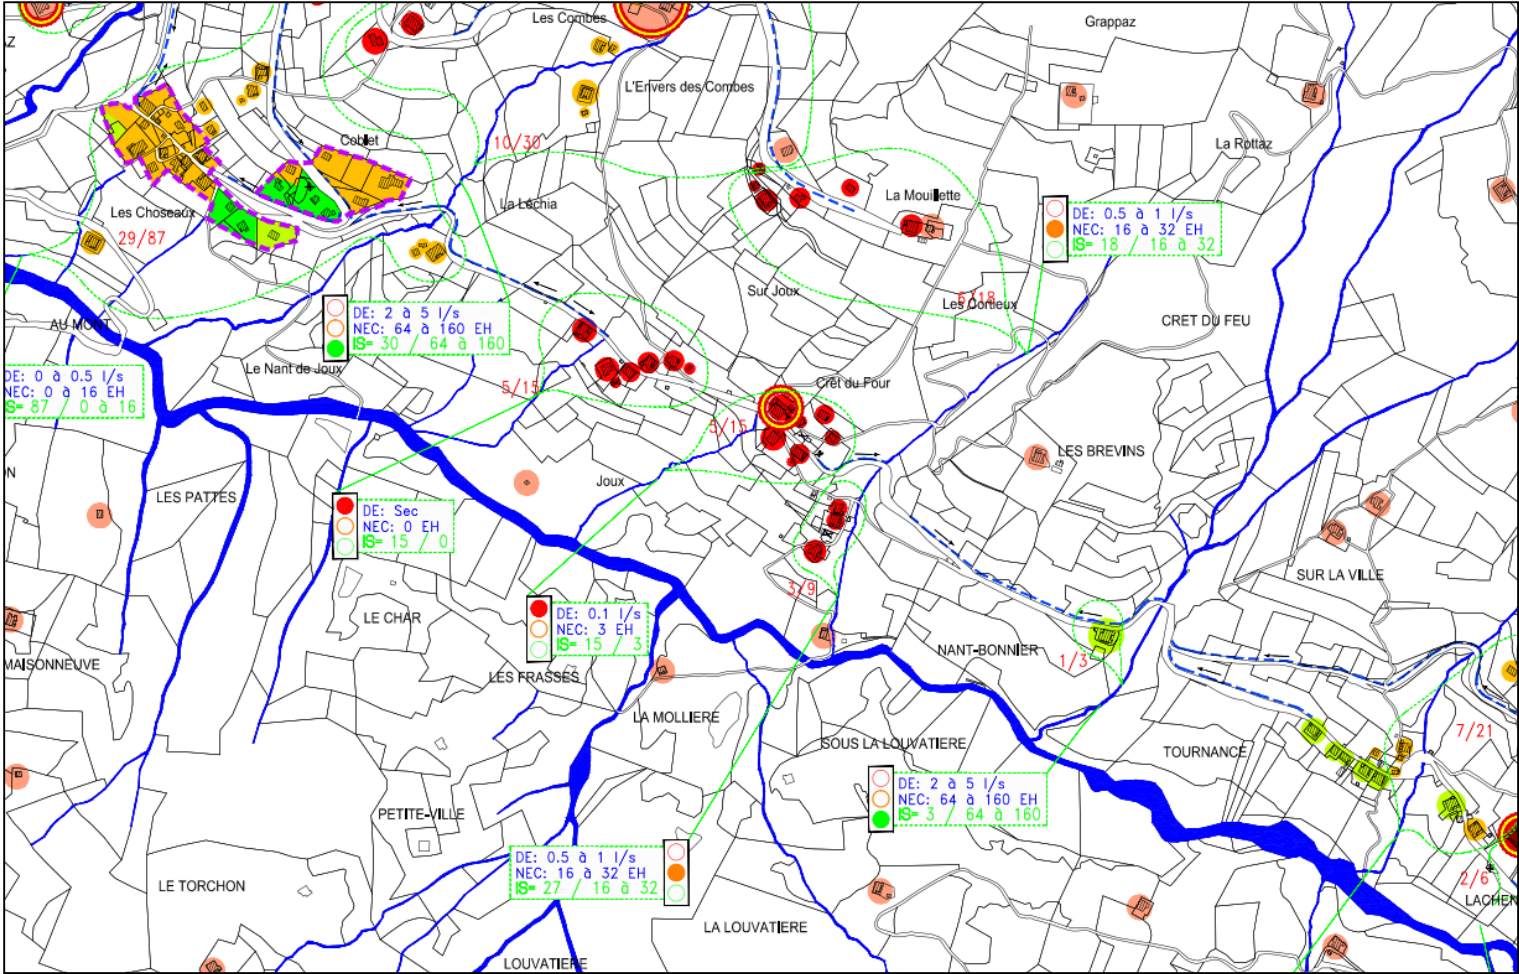 Les Combes
Grappaz
AZ
L'Envers des Combes
Coblet
10/30
La Rottaz
La Léchia
La Mouillette
Les Choseaux
29/87
DE: 0.5 à 1 l/s
NEC: 16 à 32 EH
IS= 18 / 16 à 32
Sur Joux
6/18
Les Cortieux
AU MONT
DE: 2 à 5 l/s
NEC: 64 à 160 EH
IS= 30 / 64 à 160
CRET DU FEU
Le Nant de Joux
DE: 0 à 0.5 l/s
NEC: 0 à 16 EH
S= 87 / 0 à 16
5/15
Crêt du Four
5/15
LES BREVINS
ON
LES PATTES
Joux
DE: Sec
NEC: 0 EH
IS= 15 / 0
SUR LA VILLE
3/9
LE CHAR
DE: 0.1 l/s
NEC: 3 EH
IS= 15 / 3
MAISONNEUVE
NANT-BONNIER
1/3
LES FRASSES
LA MOLLIERE
7/21
SOUS LA LOUVATIERE
TOURNANCE
DE: 2 à 5 l/s
NEC: 64 à 160 EH
IS= 3 / 64 à 160
PETITE-VILLE
DE: 0.5 à 1 l/s
NEC: 16 à 32 EH
IS= 27 / 16 à 32
LE TORCHON
2/6
LACHEN
LA LOUVATIERE
LOUVATIERE